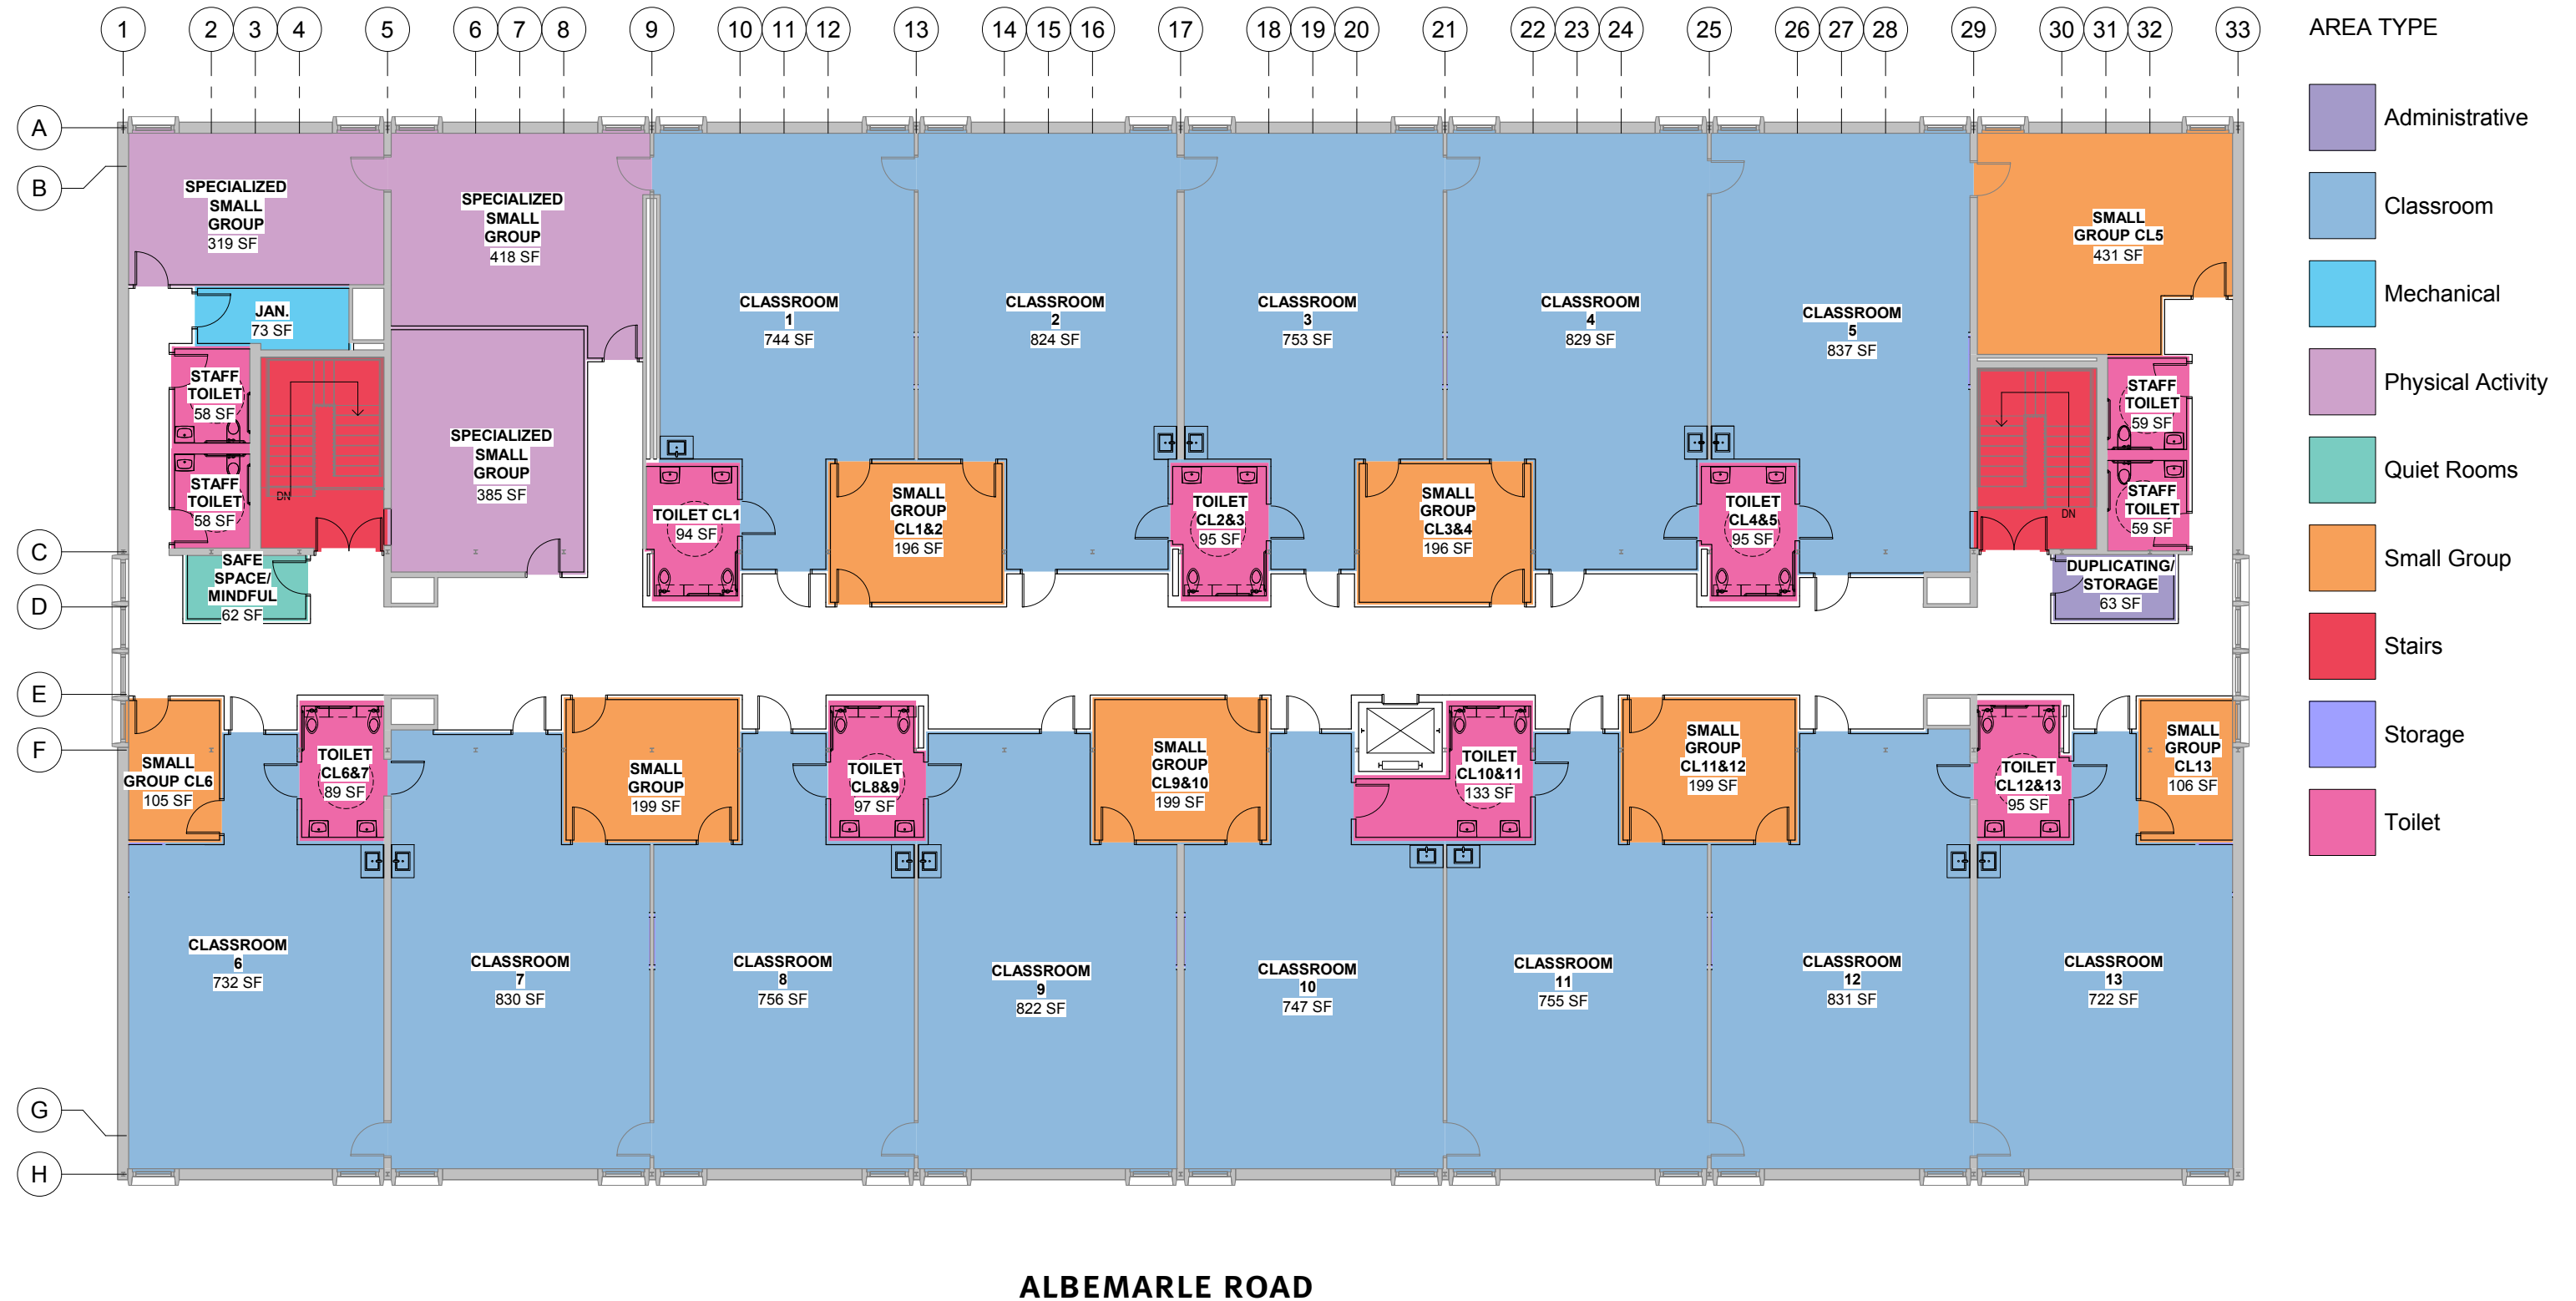 1 2 3 4 5 6 7 8 9 10 11 12 13 14 15 16 17 18 19 20 21 22 23 24 25 26 27 28 29 30 31 32 33
A
B
C
D
E
F
G
H
SPECIALIZED
SMALL
GROUP
319 SF
SPECIALIZED
SMALL
GROUP
418 SF
SMALL
GROUP CL5
431 SF
JAN.
73 SF
CLASSROOM
1
744 SF
CLASSROOM
2
824 SF
CLASSROOM
3
753 SF
CLASSROOM
4
829 SF
CLASSROOM
5
837 SF
STAFF
TOILET
58 SF
STAFF
TOILET
58 SF
DN
SPECIALIZED
SMALL
GROUP
385 SF
TOILET CL1
94 SF
SMALL
GROUP
CL1&2
196 SF
TOILET
CL2&3
95 SF
SMALL
GROUP
CL3&4
196 SF
TOILET
CL4&5
95 SF
DN
STAFF
TOILET
59 SF
STAFF
TOILET
59 SF
SAFE
SPACE/
MINDFUL
62 SF
DUPLICATING/
STORAGE
63 SF
SMALL
GROUP CL6
105 SF
TOILET
CL6&7
89 SF
SMALL
GROUP
199 SF
TOILET
CL8&9
97 SF
SMALL
GROUP
CL9&10
199 SF
TOILET
CL10&11
133 SF
SMALL
GROUP
CL11&12
199 SF
TOILET
CL12&13
95 SF
SMALL
GROUP
CL13
106 SF
CLASSROOM
6
732 SF
CLASSROOM
7
830 SF
CLASSROOM
8
756 SF
CLASSROOM
9
822 SF
CLASSROOM
10
747 SF
CLASSROOM
11
755 SF
CLASSROOM
12
831 SF
CLASSROOM
13
722 SF
AREA TYPE
Administrative
Classroom
Mechanical
Physical Activity
Quiet Rooms
Small Group
Stairs
Storage
Toilet
ALBEMARLE ROAD